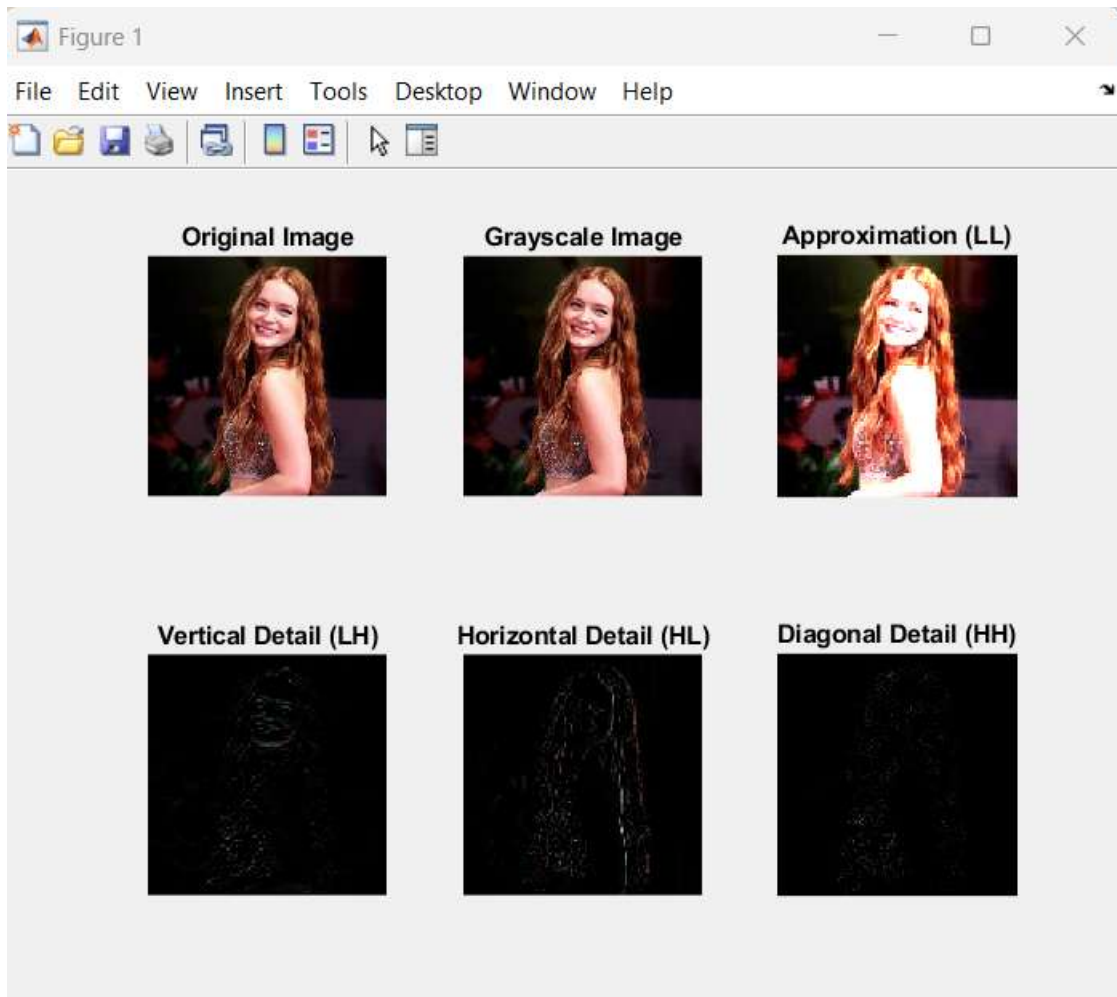 Figure 1
File Edit View Insert Tools Desktop Window Help
Original Image Grayscale Image Approximation (LL)
Vertical Detail (LH) Horizontal Detail (HL) Diagonal Detail (HH)